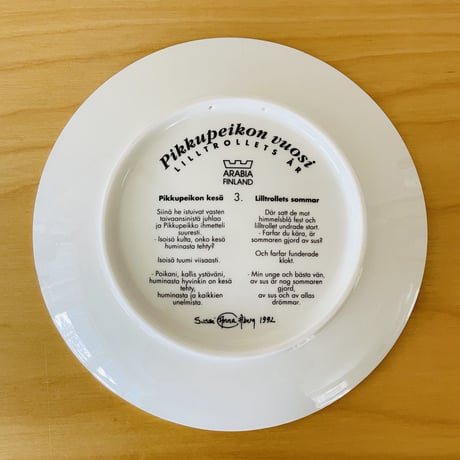 Pikkupeikon vuosi
LILLTROLLETS ÅR
ARABIA
FINLAND
Pikkupeikon kesä 3. Lilltrollets sommar
Siinä he istuivat vasten
taivaansinistä juhlaa
ja Pikkupeikko ihmetteli
suuresti.
- Isoisä kulta, onko kesä
huminasta tehty?
Isoisä tuumi viisaasti.
- Poikani, kallis ystäväni,
huminasta hyvinkin on kesä
tehty,
huminasta ja kaikkien
unelmista.
Där satt de mot
himmelsblå fest och
lilltrollet undrade stort.
- Farfar du kära, är
sommaren gjord av sus?
Och farfar funderade
klokt.
- Min unge och bästa vän,
av sus är nog sommaren
gjord,
av sus och av allas
drömmar.
1992